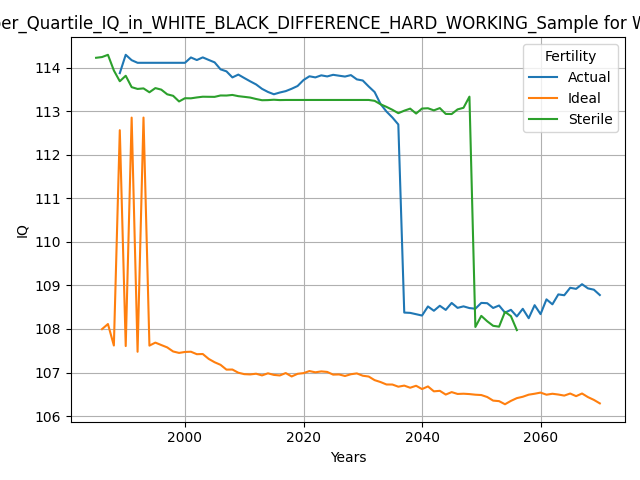 per_Quartile_IQ_in_WHITE_BLACK_DIFFERENCE_HARD_WORKING_Sample for W
Fertility
Actual
Ideal
Sterile
114
113
112
111
110
109
108
107
106
IQ
2000
2020
2040
2060
Years